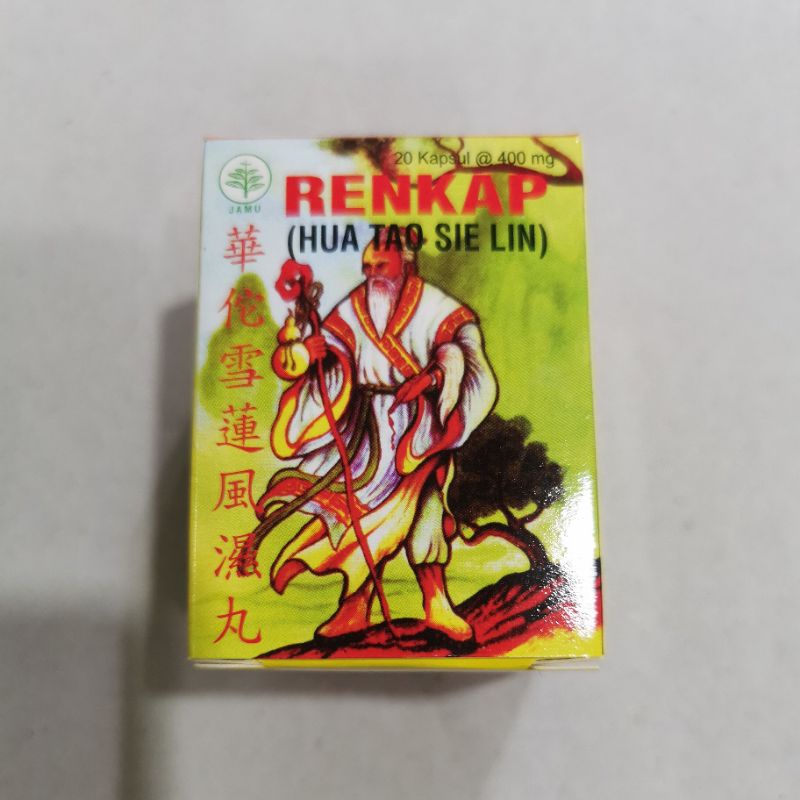 20 Kapsul @ 400 mg
RENKAP
(HUA TAO SIE LIN)
JAMU
華佗雪蓮風濕丸